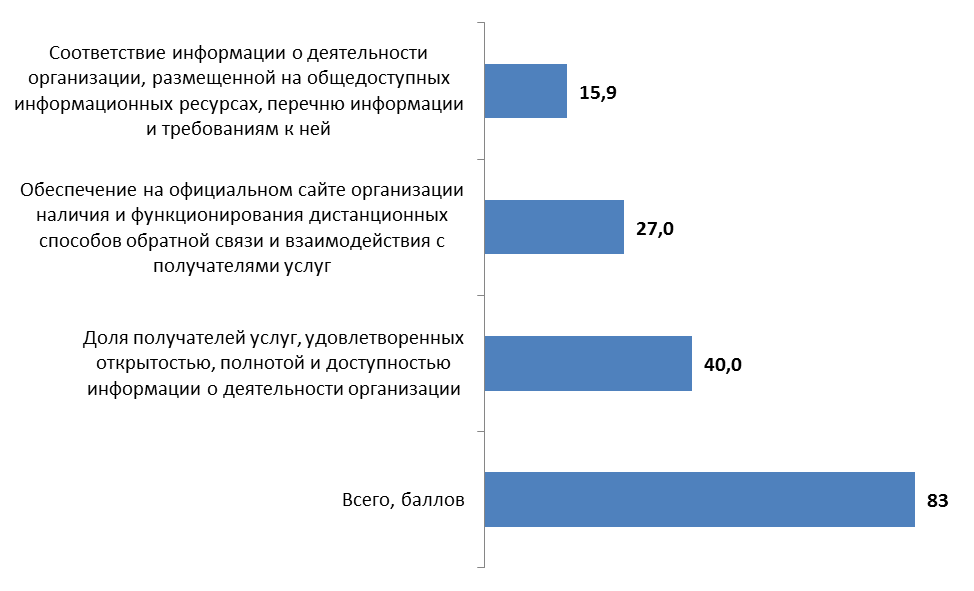 Соответствие информации о деятельности
организации, размещенной на общедоступных
информационных ресурсах, перечню информации
и требованиям к ней
15,9
Обеспечение на официальном сайте организации
наличия и функционирования дистанционных
способов обратной связи и взаимодействия с
получателями услуг
27,0
Доля получателей услуг, удовлетворенных
открытостью, полнотой и доступностью
информации о деятельности организации
40,0
Всего, баллов
83